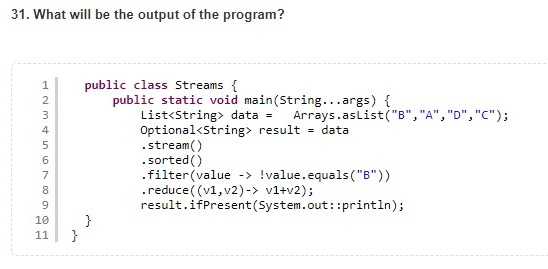 31. What will be the output of the program?
1 public class Streams {
2 public static void main(String...args) {
3 List<String> data = Arrays.asList("B","A","D","C");
4 Optional<String> result = data
5 .stream()
6 .sorted()
7 .filter(value -> !value.equals("B"))
8 .reduce((v1,v2)-> v1+v2);
9 result.ifPresent(System.out::println);
10 }
11 }